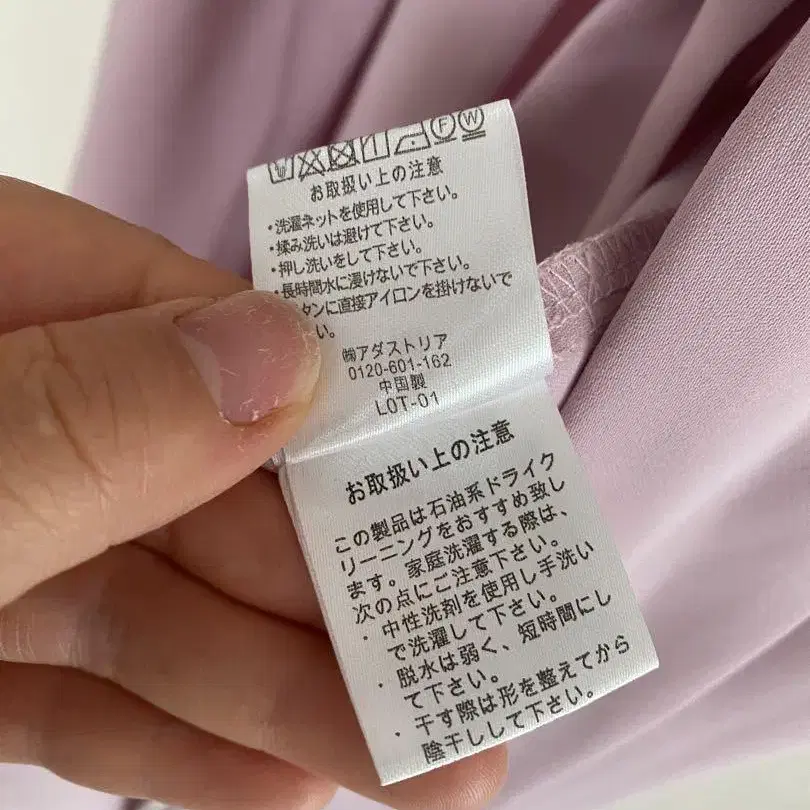 F W
お取扱い上の注意
・洗濯ネットを使用して下さい。
・揉み洗いは避けて下さい。
・押し洗いをして下さい。
・長時間水に浸けないで下さい。
タンに直接アイロンを掛けないで
い。
㈱アダストリア
0120-601-162
中国製
LOT-01
お取扱い上の注意
この製品は石油系ドライク
リーニングをおすすめ致し
ます。家庭洗濯する際は、
次の点にご注意下さい。
・中性洗剤を使用し手洗い
で洗濯して下さい。
・脱水は弱く、短時間にし
て下さい。
・干す際は形を整えてから
陰干しして下さい。